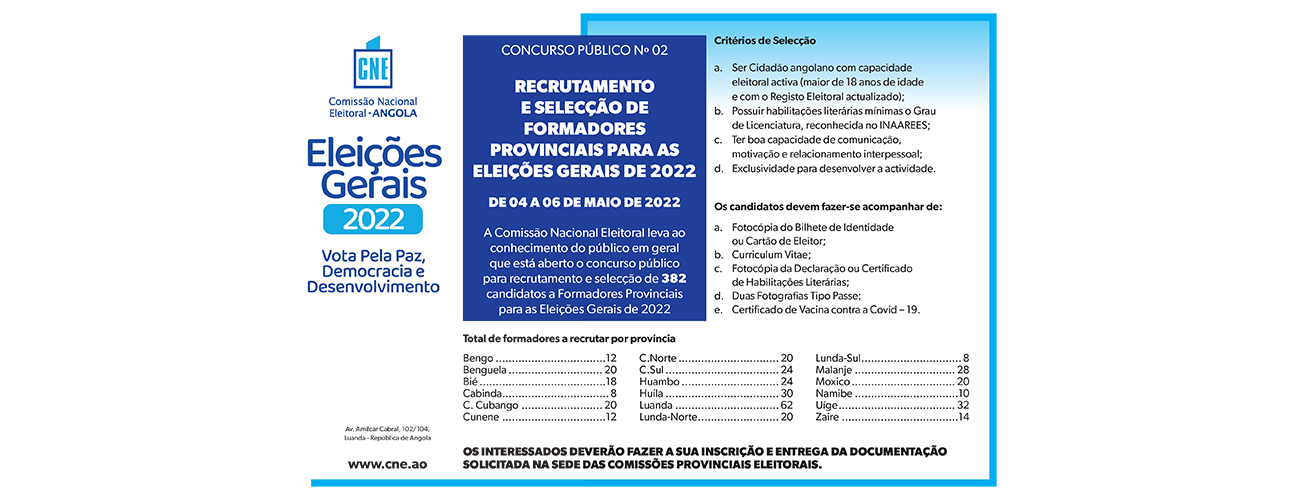 CNE
Comissão Nacional
Eleitoral · ANGOLA
Eleições
Gerais
2022
Vota Pela Paz,
Democracia e
Desenvolvimento
Av. Amílcar Cabral, 102/104,
Luanda - República de Angola
www.cne.ao
CONCURSO PÚBLICO Nº 02
RECRUTAMENTO
E SELECÇÃO DE
FORMADORES
PROVINCIAIS PARA AS
ELEIÇÕES GERAIS DE 2022
DE 04 A 06 DE MAIO DE 2022
A Comissão Nacional Eleitoral leva ao
conhecimento do público em geral
que está aberto o concurso público
para recrutamento e selecção de 382
candidatos a Formadores Provinciais
para as Eleições Gerais de 2022
Critérios de Selecção
a. Ser Cidadão angolano com capacidade
eleitoral activa (maior de 18 anos de idade
e com o Registo Eleitoral actualizado);
b. Possuir habilitações literárias mínimas o Grau
de Licenciatura, reconhecida no INAAREES;
c. Ter boa capacidade de comunicação,
motivação e relacionamento interpessoal;
d. Exclusividade para desenvolver a actividade.
Os candidatos devem fazer-se acompanhar de:
a. Fotocópia do Bilhete de Identidade
ou Cartão de Eleitor;
b. Curriculum Vitae;
c. Fotocópia da Declaração ou Certificado
de Habilitações Literárias;
d. Duas Fotografias Tipo Passe;
e. Certificado de Vacina contra a Covid – 19.
Total de formadores a recrutar por província
Bengo ..................................12
Benguela .............................. 20
Bié .......................................18
Cabinda.................................8
C. Cubango .......................... 20
Cunene ................................12
C.Norte ............................... 20
C.Sul ................................... 24
Huambo .............................. 24
Huíla ................................... 30
Luanda ................................ 62
Lunda-Norte......................... 20
Lunda-Sul............................... 8
Malanje ............................... 28
Moxico ................................ 20
Namibe ................................10
Uíge..................................... 32
Zaire ....................................14
OS INTERESSADOS DEVERÃO FAZER A SUA INSCRIÇÃO E ENTREGA DA DOCUMENTAÇÃO
SOLICITADA NA SEDE DAS COMISSÕES PROVINCIAIS ELEITORAIS.